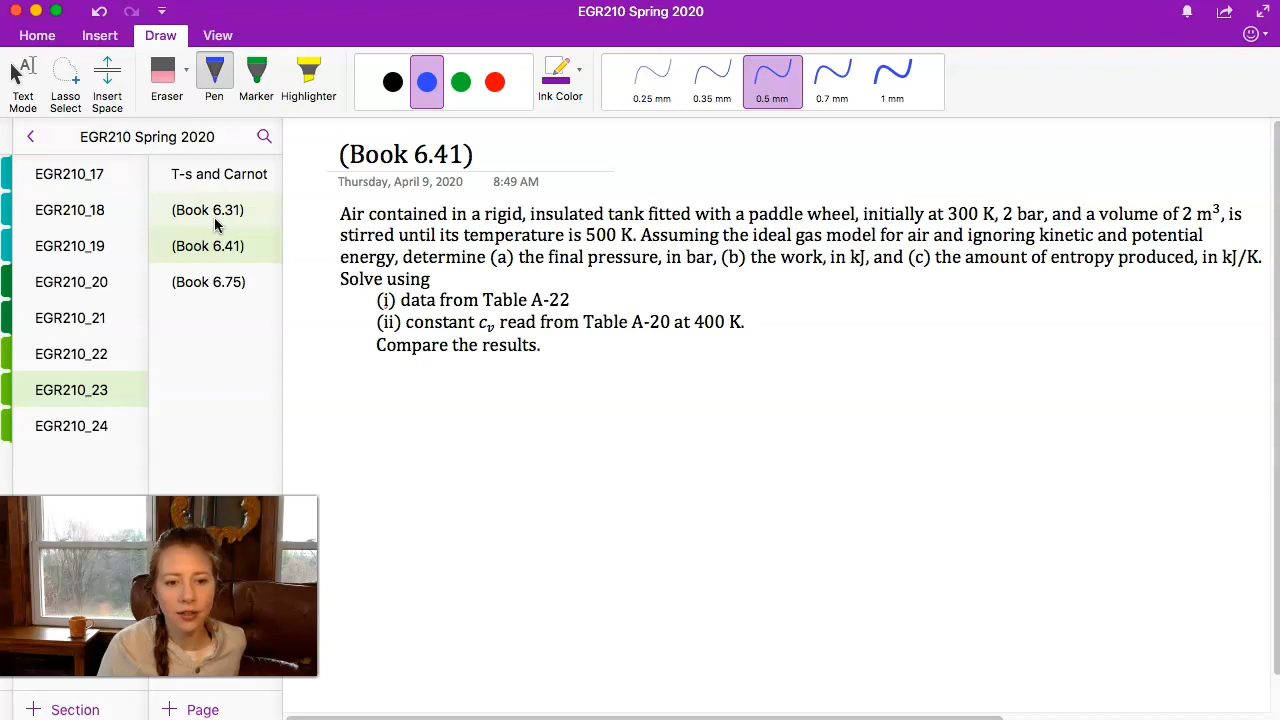 EGR210 Spring 2020
Home Insert Draw View
Text Mode
Lasso Select
Insert Space
Eraser
Pen
Marker
Highlighter
Ink Color
0.25 mm
0.35 mm
0.5 mm
0.7 mm
1 mm
EGR210 Spring 2020
EGR210_17
EGR210_18
EGR210_19
EGR210_20
EGR210_21
EGR210_22
EGR210_23
EGR210_24
T-s and Carnot
(Book 6.31)
(Book 6.41)
(Book 6.75)
+ Section
+ Page
(Book 6.41)
Thursday, April 9, 2020 8:49 AM
Air contained in a rigid, insulated tank fitted with a paddle wheel, initially at 300 K, 2 bar, and a volume of 2 m³, is
stirred until its temperature is 500 K. Assuming the ideal gas model for air and ignoring kinetic and potential
energy, determine (a) the final pressure, in bar, (b) the work, in kJ, and (c) the amount of entropy produced, in kJ/K.
Solve using
(i) data from Table A-22
(ii) constant cᵥ read from Table A-20 at 400 K.
Compare the results.